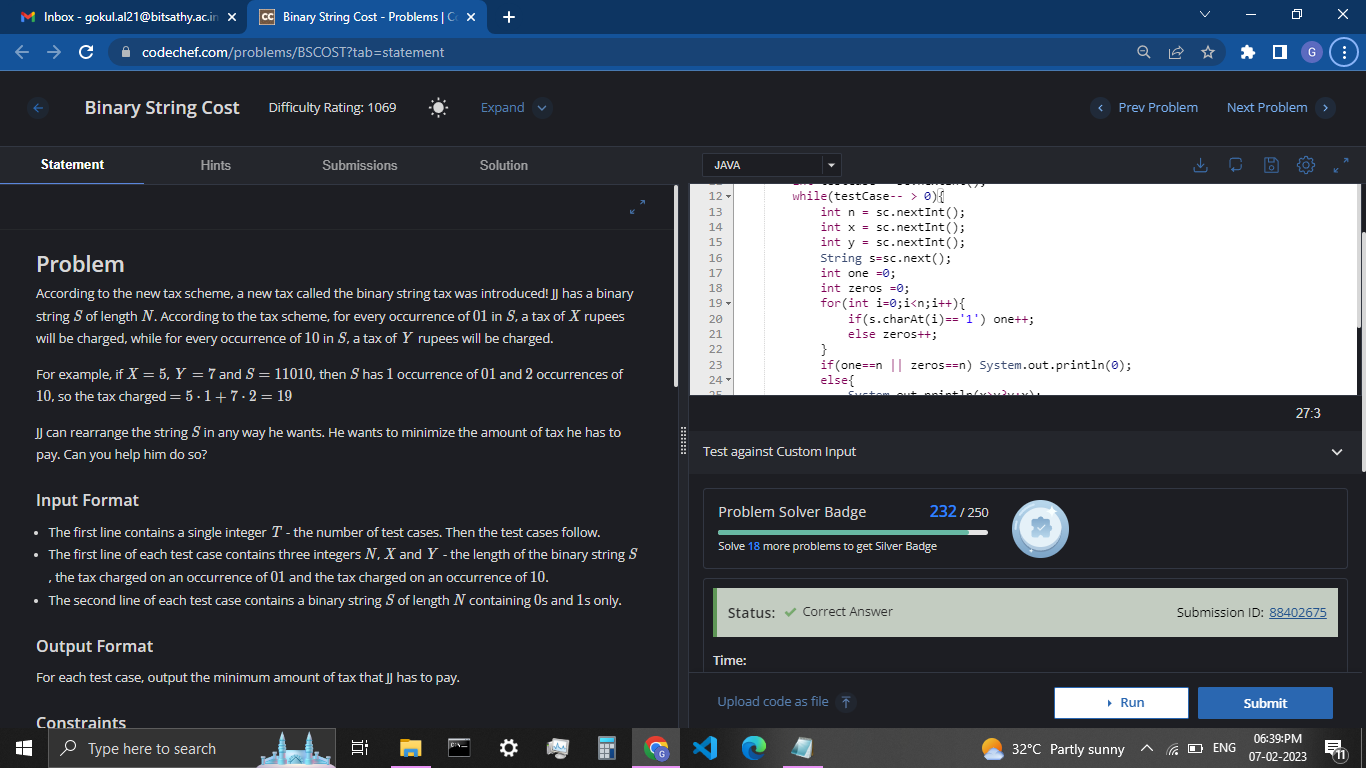 Inbox - gokul.al21@bitsathy.ac.in
Binary String Cost - Problems | C
codechef.com/problems/BSCOST?tab=statement
G
Binary String Cost
Difficulty Rating: 1069
Expand
Prev Problem
Next Problem
Statement
Hints
Submissions
Solution
JAVA
Problem
According to the new tax scheme, a new tax called the binary string tax was introduced! JJ has a binary
string S of length N. According to the tax scheme, for every occurrence of 01 in S, a tax of X rupees
will be charged, while for every occurrence of 10 in S, a tax of Y rupees will be charged.
For example, if X = 5, Y = 7 and S = 11010, then S has 1 occurrence of 01 and 2 occurrences of
10, so the tax charged = 5 · 1 + 7 · 2 = 19
JJ can rearrange the string S in any way he wants. He wants to minimize the amount of tax he has to
pay. Can you help him do so?
Input Format
• The first line contains a single integer T - the number of test cases. Then the test cases follow.
• The first line of each test case contains three integers N, X and Y - the length of the binary string S
, the tax charged on an occurrence of 01 and the tax charged on an occurrence of 10.
• The second line of each test case contains a binary string S of length N containing 0s and 1s only.
Output Format
For each test case, output the minimum amount of tax that JJ has to pay.
Constraints
12 while(testCase-- > 0){
13 int n = sc.nextInt();
14 int x = sc.nextInt();
15 int y = sc.nextInt();
16 String s=sc.next();
17 int one =0;
18 int zeros =0;
19 for(int i=0;i<n;i++){
20 if(s.charAt(i)=='1') one++;
21 else zeros++;
22 }
23 if(one==n || zeros==n) System.out.println(0);
24 else{
27:3
Test against Custom Input
Problem Solver Badge
232 / 250
Solve 18 more problems to get Silver Badge
Status: Correct Answer
Submission ID: 88402675
Time:
Upload code as file
Run
Submit
Type here to search
32°C Partly sunny
ENG
06:39:PM
07-02-2023
11